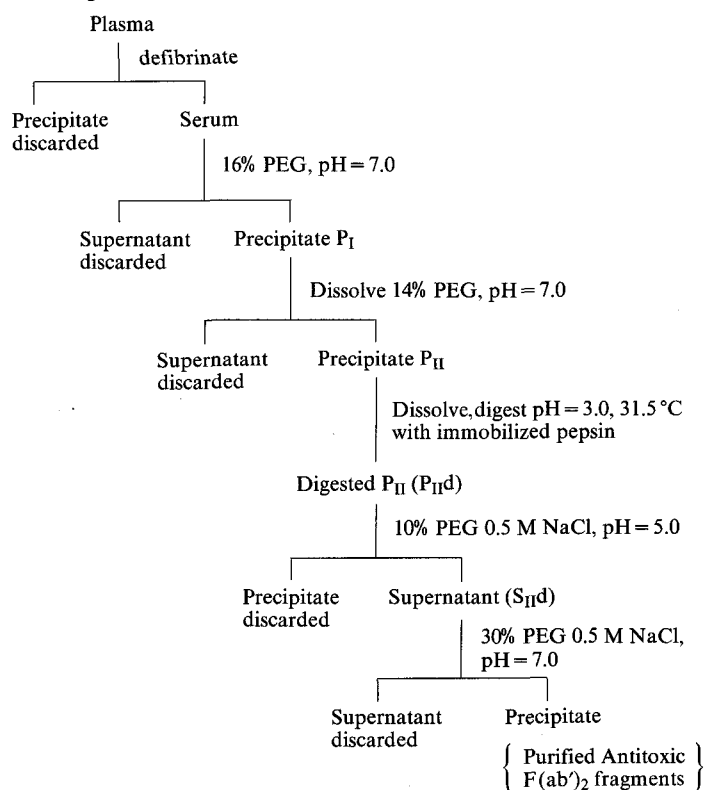 Plasma
defibrinate
Precipitate
discarded
Serum
16% PEG, pH = 7.0
Supernatant
discarded
Precipitate P_I
Dissolve 14% PEG, pH = 7.0
Supernatant
discarded
Precipitate P_II
Dissolve, digest pH = 3.0, 31.5 °C
with immobilized pepsin
Digested P_II (P_IId)
10% PEG 0.5 M NaCl, pH = 5.0
Precipitate
discarded
Supernatant (S_IId)
30% PEG 0.5 M NaCl,
pH = 7.0
Supernatant
discarded
Precipitate
{ Purified Antitoxic }
{ F(ab′)₂ fragments }